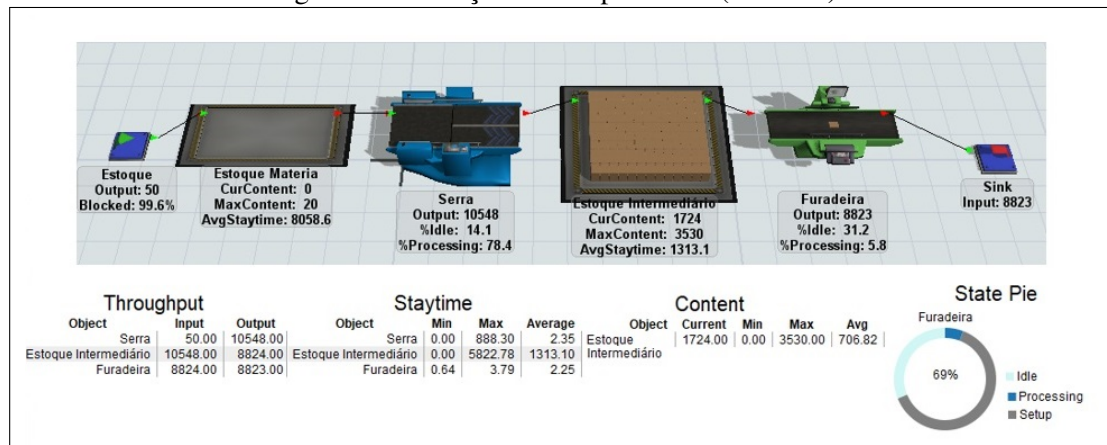 Estoque
Output: 50
Blocked: 99.6%
Estoque Materia
CurContent: 0
MaxContent: 20
AvgStaytime: 8058.6
Serra
Output: 10548
%Idle: 14.1
%Processing: 78.4
Estoque Intermediário
CurContent: 1724
MaxContent: 3530
AvgStaytime: 1313.1
Furadeira
Output: 8823
%Idle: 31.2
%Processing: 5.8
Sink
Input: 8823
Throughput
Object Input Output
Serra 50.00 10548.00
Estoque Intermediário 10548.00 8824.00
Furadeira 8824.00 8823.00
Staytime
Object Min Max Average
Serra 0.00 888.30 2.35
Estoque Intermediário 0.00 5822.78 1313.10
Furadeira 0.64 3.79 2.25
Content
Object Current Min Max Avg
Estoque Intermediário 1724.00 0.00 3530.00 706.82
State Pie
Furadeira
69%
Idle
Processing
Setup